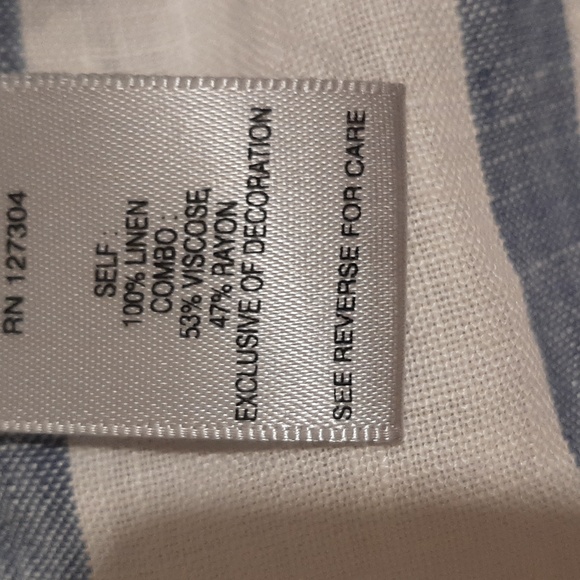 RN 127304
SELF :
100% LINEN
COMBO :
53% VISCOSE,
47% RAYON
EXCLUSIVE OF DECORATION
SEE REVERSE FOR CARE